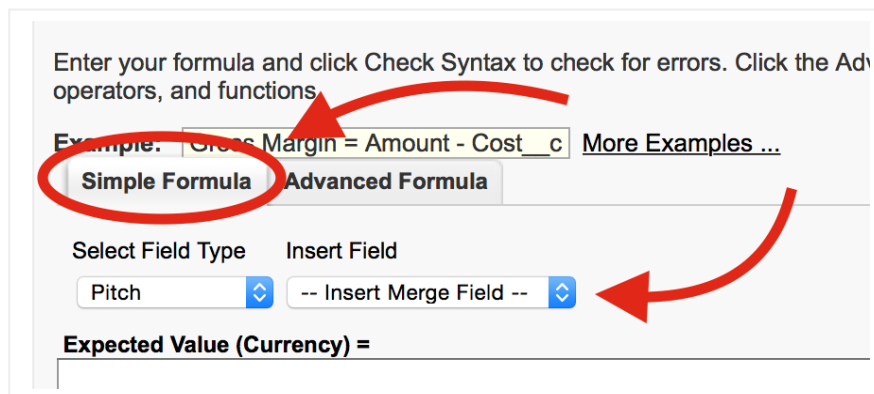 Enter your formula and click Check Syntax to check for errors. Click the Adv
operators, and functions.
Example: Gross Margin = Amount - Cost__c More Examples ...
Simple Formula Advanced Formula
Select Field Type Insert Field
Pitch -- Insert Merge Field --
Expected Value (Currency) =